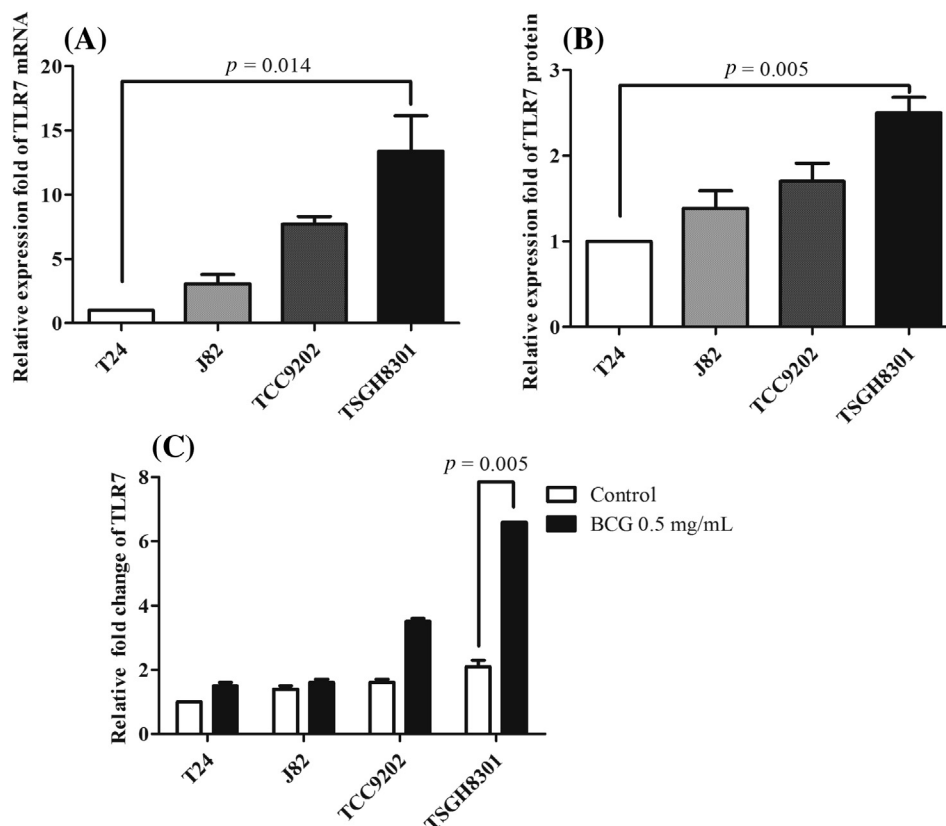 (A)
Relative expression fold of TLR7 mRNA
20
15
10
5
0
p = 0.014
T24
J82
TCC9202
TSGH8301
(B)
Relative expression fold of TLR7 protein
3
2
1
0
p = 0.005
T24
J82
TCC9202
TSGH8301
(C)
Relative fold change of TLR7
8
6
4
2
0
p = 0.005
Control
BCG 0.5 mg/mL
T24
J82
TCC9202
TSGH8301